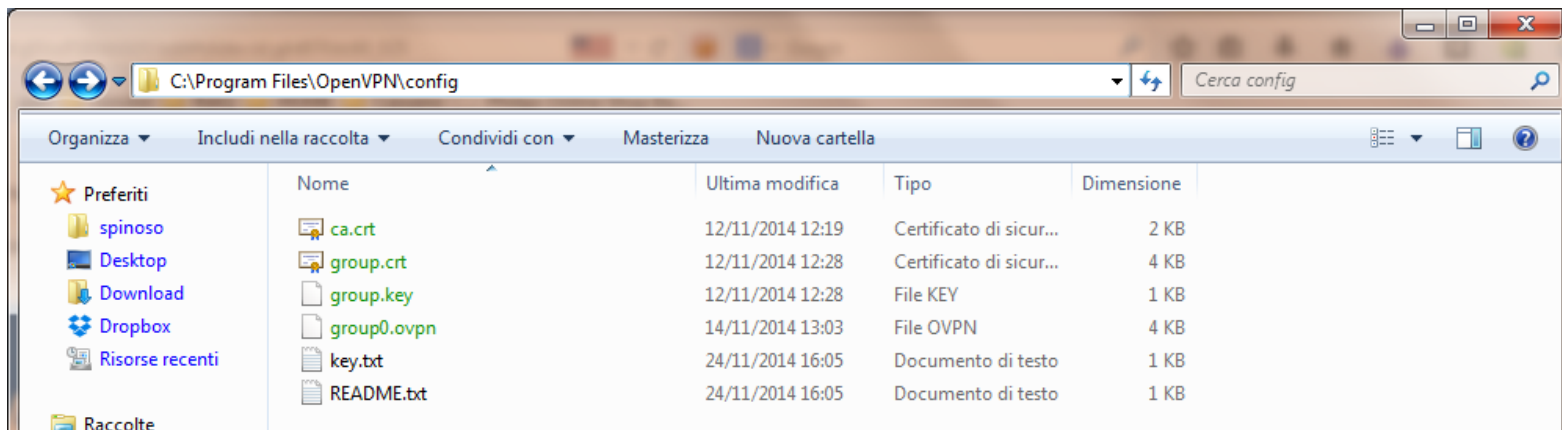 C:\Program Files\OpenVPN\config
Cerca config
Organizza Includi nella raccolta Condividi con Masterizza Nuova cartella
Preferiti
spinoso
Desktop
Download
Dropbox
Risorse recenti
Raccolte
Nome Ultima modifica Tipo Dimensione
ca.crt 12/11/2014 12:19 Certificato di sicur... 2 KB
group.crt 12/11/2014 12:28 Certificato di sicur... 4 KB
group.key 12/11/2014 12:28 File KEY 1 KB
group0.ovpn 14/11/2014 13:03 File OVPN 4 KB
key.txt 24/11/2014 16:05 Documento di testo 1 KB
README.txt 24/11/2014 16:05 Documento di testo 1 KB